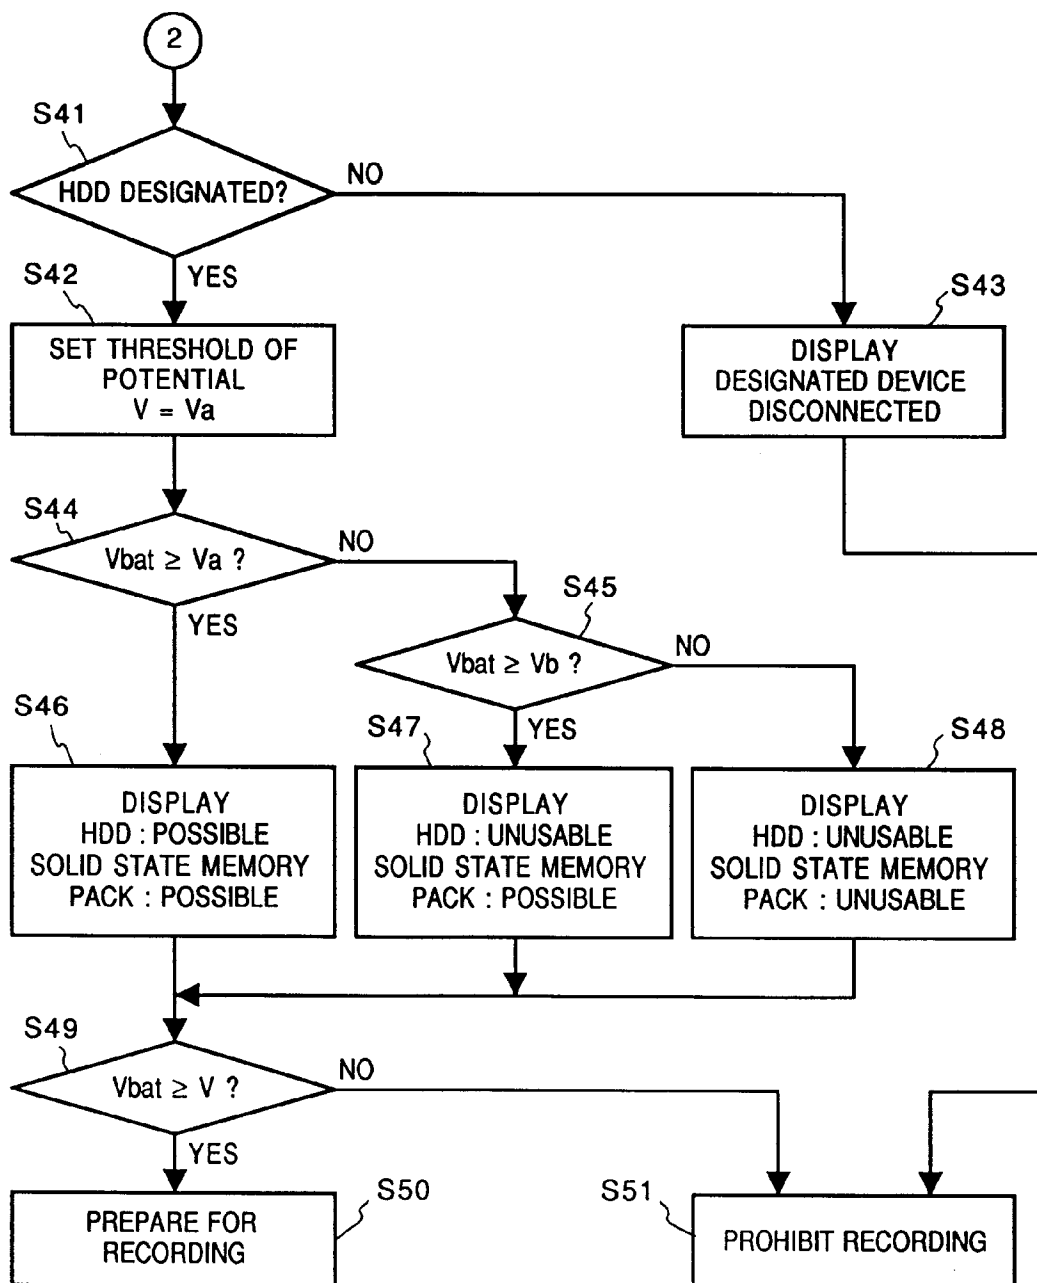 2
S41
HDD DESIGNATED?
NO
YES
S42
SET THRESHOLD OF
POTENTIAL
V = Va
S43
DISPLAY
DESIGNATED DEVICE
DISCONNECTED
S44
Vbat ≥ Va ?
NO
YES
S45
Vbat ≥ Vb ?
NO
YES
S46
DISPLAY
HDD : POSSIBLE
SOLID STATE MEMORY
PACK : POSSIBLE
S47
DISPLAY
HDD : UNUSABLE
SOLID STATE MEMORY
PACK : POSSIBLE
S48
DISPLAY
HDD : UNUSABLE
SOLID STATE MEMORY
PACK : UNUSABLE
S49
Vbat ≥ V ?
NO
YES
S50
PREPARE FOR
RECORDING
S51
PROHIBIT RECORDING